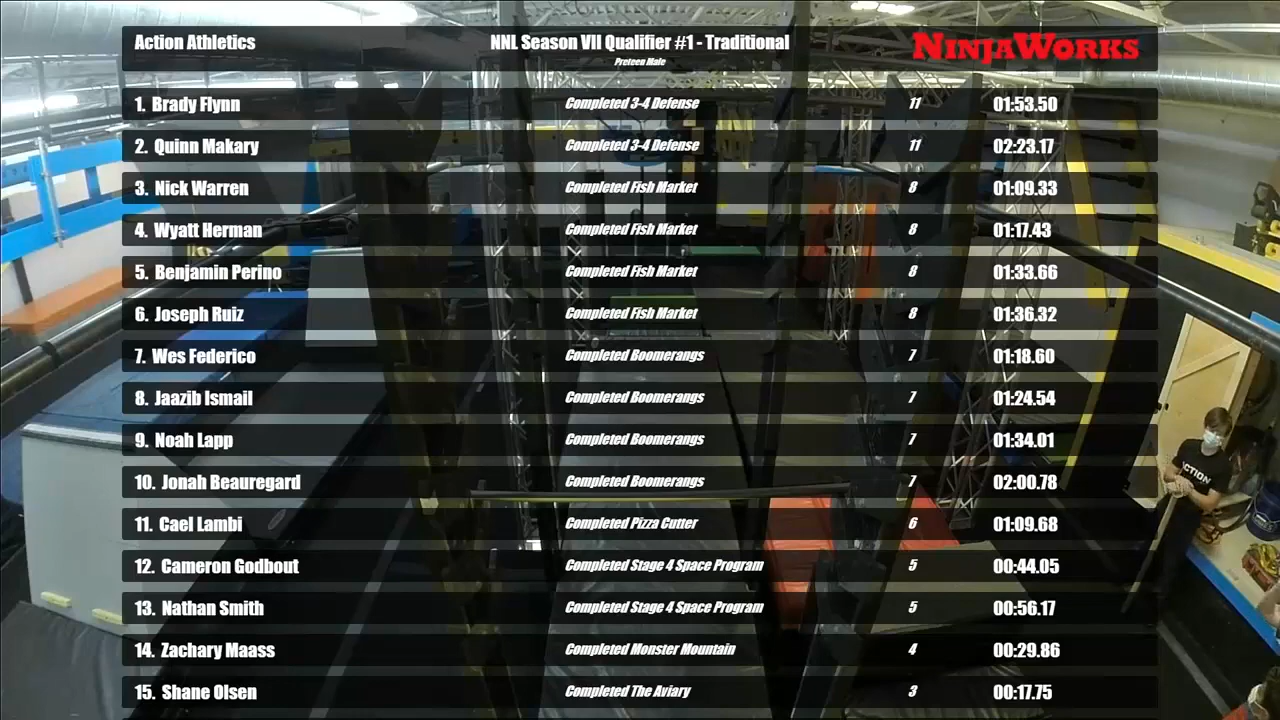 Action Athletics NNL Season VII Qualifier #1 - Traditional NinjaWorks
Preteen Male
1. Brady Flynn Completed 3-4 Defense 11 01:53.50
2. Quinn Makary Completed 3-4 Defense 11 02:23.17
3. Nick Warren Completed Fish Market 8 01:09.33
4. Wyatt Herman Completed Fish Market 8 01:17.43
5. Benjamin Perino Completed Fish Market 8 01:33.66
6. Joseph Ruiz Completed Fish Market 8 01:36.32
7. Wes Federico Completed Boomerangs 7 01:18.60
8. Jaazih Ismail Completed Boomerangs 7 01:24.54
9. Noah Lapp Completed Boomerangs 7 01:34.01
10. Jonah Beauregard Completed Boomerangs 7 02:00.78
11. Cael Lambi Completed Pizza Cutter 6 01:09.68
12. Cameron Godbout Completed Stage 4 Space Program 5 00:44.05
13. Nathan Smith Completed Stage 4 Space Program 5 00:56.17
14. Zachary Maass Completed Monster Mountain 4 00:29.86
15. Shane Olsen Completed The Aviary 3 00:17.75
ACTION